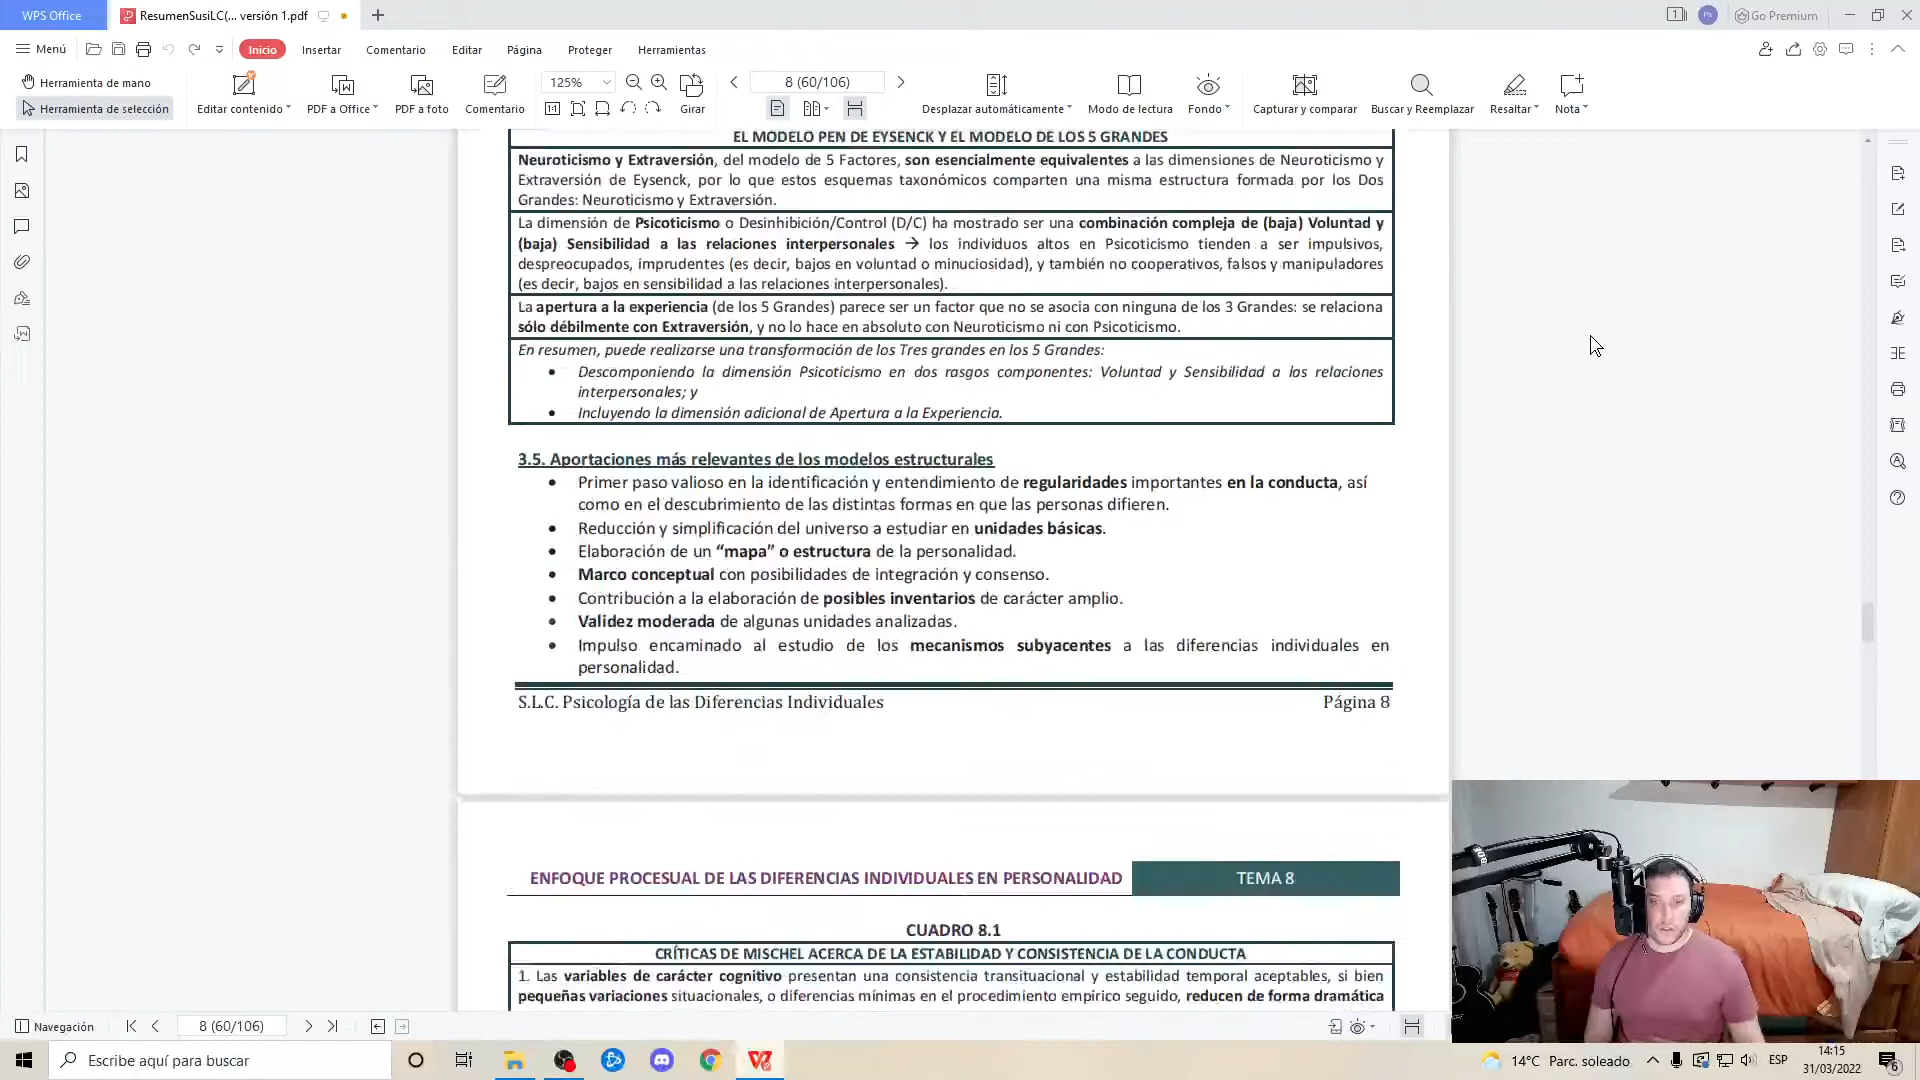 WPS Office
ResumenSusiLC(... versión 1.pdf
1
Ps
Go Premium
Menú
Inicio
Insertar
Comentario
Editar
Página
Proteger
Herramientas
Herramienta de mano
Herramienta de selección
Editar contenido
PDF a Office
PDF a foto
Comentario
125%
8 (60/106)
Girar
Desplazar automáticamente
Modo de lectura
Fondo
Capturar y comparar
Buscar y Reemplazar
Resaltar
Nota
EL MODELO PEN DE EYSENCK Y EL MODELO DE LOS 5 GRANDES
Neuroticismo y Extraversión, del modelo de 5 Factores, son esencialmente equivalentes a las dimensiones de Neuroticismo y
Extraversión de Eysenck, por lo que estos esquemas taxonómicos comparten una misma estructura formada por los Dos
Grandes: Neuroticismo y Extraversión.
La dimensión de Psicoticismo o Desinhibición/Control (D/C) ha mostrado ser una combinación compleja de (baja) Voluntad y
(baja) Sensibilidad a las relaciones interpersonales → los individuos altos en Psicoticismo tienden a ser impulsivos,
despreocupados, imprudentes (es decir, bajos en voluntad o minuciosidad), y también no cooperativos, falsos y manipuladores
(es decir, bajos en sensibilidad a las relaciones interpersonales).
La apertura a la experiencia (de los 5 Grandes) parece ser un factor que no se asocia con ninguna de los 3 Grandes: se relaciona
sólo débilmente con Extraversión, y no lo hace en absoluto con Neuroticismo ni con Psicoticismo.
En resumen, puede realizarse una transformación de los Tres grandes en los 5 Grandes:
• Descomponiendo la dimensión Psicoticismo en dos rasgos componentes: Voluntad y Sensibilidad a las relaciones
interpersonales; y
• Incluyendo la dimensión adicional de Apertura a la Experiencia.
3.5. Aportaciones más relevantes de los modelos estructurales
• Primer paso valioso en la identificación y entendimiento de regularidades importantes en la conducta, así
como en el descubrimiento de las distintas formas en que las personas difieren.
• Reducción y simplificación del universo a estudiar en unidades básicas.
• Elaboración de un “mapa” o estructura de la personalidad.
• Marco conceptual con posibilidades de integración y consenso.
• Contribución a la elaboración de posibles inventarios de carácter amplio.
• Validez moderada de algunas unidades analizadas.
• Impulso encaminado al estudio de los mecanismos subyacentes a las diferencias individuales en
personalidad.
S.L.C. Psicología de las Diferencias Individuales
Página 8
ENFOQUE PROCESUAL DE LAS DIFERENCIAS INDIVIDUALES EN PERSONALIDAD
TEMA 8
CUADRO 8.1
CRÍTICAS DE MISCHEL ACERCA DE LA ESTABILIDAD Y CONSISTENCIA DE LA CONDUCTA
1. Las variables de carácter cognitivo presentan una consistencia transituacional y estabilidad temporal aceptables, si bien
pequeñas variaciones situacionales, o diferencias mínimas en el procedimiento empírico seguido, reducen de forma dramática
Navegación
8 (60/106)
Escribe aquí para buscar
14°C Parc. soleado
ESP
14:15
31/03/2022
6